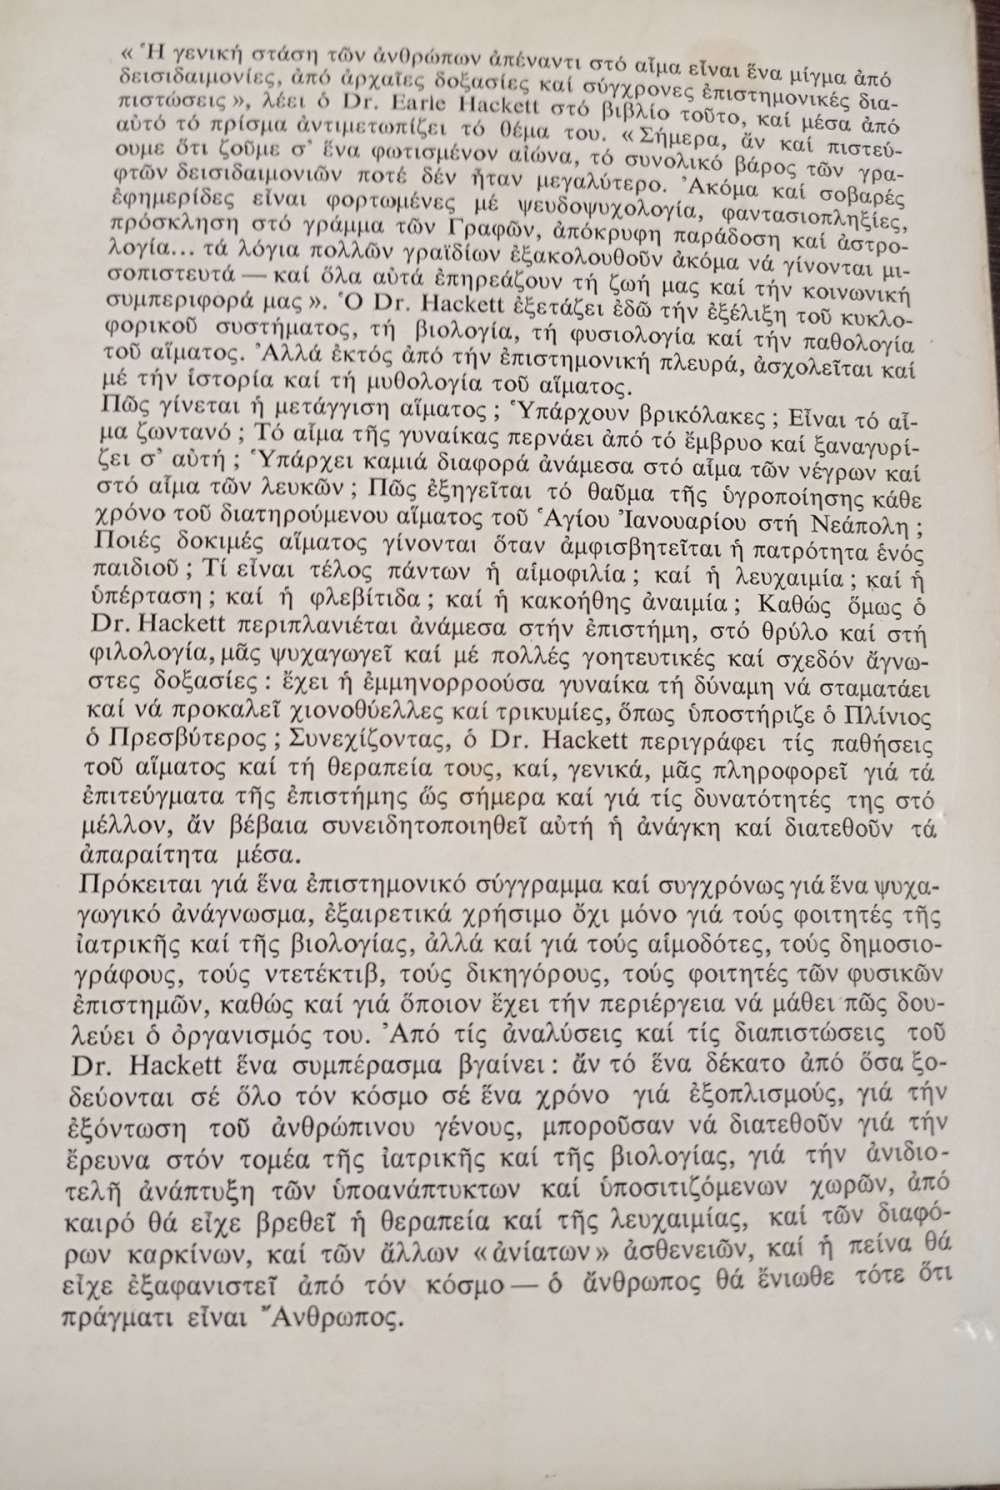 « Ἡ γενική στάση τῶν ἀνθρώπων ἀπέναντι στό αἷμα εἶναι ἕνα μίγμα ἀπό
δεισιδαιμονίες, ἀπό ἀρχαῖες δοξασίες καί σύγχρονες ἐπιστημονικές δια-
πιστώσεις », λέει ὁ Dr. Earle Hackett στό βιβλίο τοῦτο, καί μέσα ἀπό
αὐτό τό πρίσμα ἀντιμετωπίζει τό θέμα του. « Σήμερα, ἄν καί πιστεύ-
ουμε ὅτι ζοῦμε σ' ἕνα φωτισμένον αἰώνα, τό συνολικό βάρος τῶν γρα-
φτῶν δεισιδαιμονιῶν ποτέ δέν ἦταν μεγαλύτερο. Ἀκόμα καί σοβαρές
ἐφημερίδες εἶναι φορτωμένες μέ ψευδοψυχολογία, φαντασιοπληξίες,
πρόσκληση στό γράμμα τῶν Γραφῶν, ἀπόκρυφη παράδοση καί ἀστρο-
λογία... τά λόγια πολλῶν γραϊδίων ἐξακολουθοῦν ἀκόμα νά γίνονται μι-
σοπιστευτά — καί ὅλα αὐτά ἐπηρεάζουν τή ζωή μας καί τήν κοινωνική
συμπεριφορά μας ». Ὁ Dr. Hackett ἐξετάζει ἐδῶ τήν ἐξέλιξη τοῦ κυκλο-
φορικοῦ συστήματος, τή βιολογία, τή φυσιολογία καί τήν παθολογία
τοῦ αἵματος. Ἀλλά ἐκτός ἀπό τήν ἐπιστημονική πλευρά, ἀσχολεῖται καί
μέ τήν ἱστορία καί τή μυθολογία τοῦ αἵματος.
Πῶς γίνεται ἡ μετάγγιση αἵματος ; Ὑπάρχουν βρικόλακες ; Εἶναι τό αἷ-
μα ζωντανό ; Τό αἷμα τῆς γυναίκας περνάει ἀπό τό ἔμβρυο καί ξαναγυρί-
ζει σ' αὐτή ; Ὑπάρχει καμιά διαφορά ἀνάμεσα στό αἷμα τῶν νέγρων καί
στό αἷμα τῶν λευκῶν ; Πῶς ἐξηγεῖται τό θαῦμα τῆς ὑγροποίησης κάθε
χρόνο τοῦ διατηρούμενου αἵματος τοῦ Ἁγίου Ἰανουαρίου στή Νεάπολη ;
Ποιές δοκιμές αἵματος γίνονται ὅταν ἀμφισβητεῖται ἡ πατρότητα ἑνός
παιδιοῦ ; Τί εἶναι τέλος πάντων ἡ αἱμοφιλία ; καί ἡ λευχαιμία ; καί ἡ
ὑπέρταση ; καί ἡ φλεβίτιδα ; καί ἡ κακοήθης ἀναιμία ; Καθώς ὅμως ὁ
Dr. Hackett περιπλανιέται ἀνάμεσα στήν ἐπιστήμη, στό θρύλο καί στή
φιλολογία, μᾶς ψυχαγωγεῖ καί μέ πολλές γοητευτικές καί σχεδόν ἄγνω-
στες δοξασίες : ἔχει ἡ ἐμμηνορροούσα γυναίκα τή δύναμη νά σταματάει
καί νά προκαλεῖ χιονοθύελλες καί τρικυμίες, ὅπως ὑποστήριζε ὁ Πλίνιος
ὁ Πρεσβύτερος ; Συνεχίζοντας, ὁ Dr. Hackett περιγράφει τίς παθήσεις
τοῦ αἵματος καί τή θεραπεία τους, καί, γενικά, μᾶς πληροφορεῖ γιά τά
ἐπιτεύγματα τῆς ἐπιστήμης ὥς σήμερα καί γιά τίς δυνατότητές της στό
μέλλον, ἄν βέβαια συνειδητοποιηθεῖ αὐτή ἡ ἀνάγκη καί διατεθοῦν τά
ἀπαραίτητα μέσα.
Πρόκειται γιά ἕνα ἐπιστημονικό σύγγραμμα καί συγχρόνως γιά ἕνα ψυχα-
γωγικό ἀνάγνωσμα, ἐξαιρετικά χρήσιμο ὄχι μόνο γιά τούς φοιτητές τῆς
ἰατρικῆς καί τῆς βιολογίας, ἀλλά καί γιά τούς αἱμοδότες, τούς δημοσιο-
γράφους, τούς ντετέκτιβ, τούς δικηγόρους, τούς φοιτητές τῶν φυσικῶν
ἐπιστημῶν, καθώς καί γιά ὅποιον ἔχει τήν περιέργεια νά μάθει πῶς δου-
λεύει ὁ ὀργανισμός του. Ἀπό τίς ἀναλύσεις καί τίς διαπιστώσεις τοῦ
Dr. Hackett ἕνα συμπέρασμα βγαίνει : ἄν τό ἕνα δέκατο ἀπό ὅσα ξο-
δεύονται σέ ὅλο τόν κόσμο σέ ἕνα χρόνο γιά ἐξοπλισμούς, γιά τήν
ἐξόντωση τοῦ ἀνθρώπινου γένους, μποροῦσαν νά διατεθοῦν γιά τήν
ἔρευνα στόν τομέα τῆς ἰατρικῆς καί τῆς βιολογίας, γιά τήν ἀνιδιο-
τελῆ ἀνάπτυξη τῶν ὑποανάπτυκτων καί ὑποσιτιζόμενων χωρῶν, ἀπό
καιρό θά εἶχε βρεθεῖ ἡ θεραπεία καί τῆς λευχαιμίας, καί τῶν διαφό-
ρων καρκίνων, καί τῶν ἄλλων « ἀνίατων » ἀσθενειῶν, καί ἡ πείνα θά
εἶχε ἐξαφανιστεῖ ἀπό τόν κόσμο — ὁ ἄνθρωπος θά ἔνιωθε τότε ὅτι
πράγματι εἶναι Ἄνθρωπος.